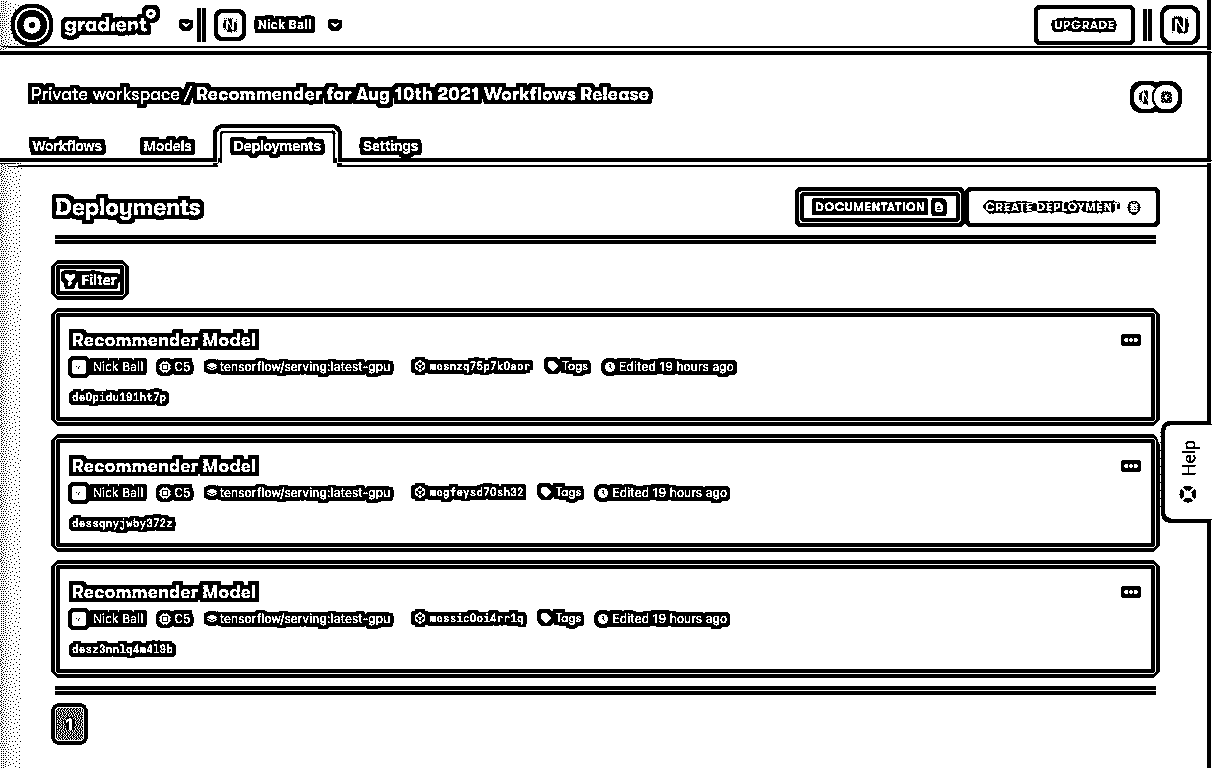 gradient Nick Ball UPGRADE
Private workspace / Recommender for Aug 10th 2021 Workflows Release
Workflows Models Deployments Settings
Deployments DOCUMENTATION CREATE DEPLOYMENT
Filter
Recommender Model
Nick Ball C5 tensorflow/serving:latest-gpu mosnzq75p7k0aor Tags Edited 19 hours ago
de0pidu191ht7p
Recommender Model
Nick Ball C5 tensorflow/serving:latest-gpu mogfeysd70sh32 Tags Edited 19 hours ago
Help
dessqnyjwby372z
Recommender Model
Nick Ball C5 tensorflow/serving:latest-gpu mossic0oi4rr1q Tags Edited 19 hours ago
desz3nnlq4m419b
1